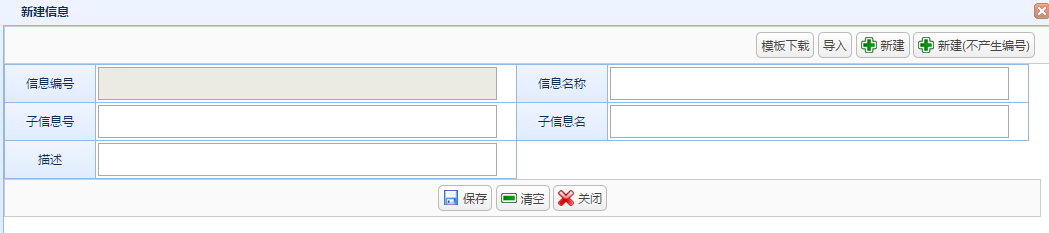 新建信息
模板下载 导入 新建 新建(不产生编号)
信息编号 信息名称
子信息号 子信息名
描述
保存 清空 关闭